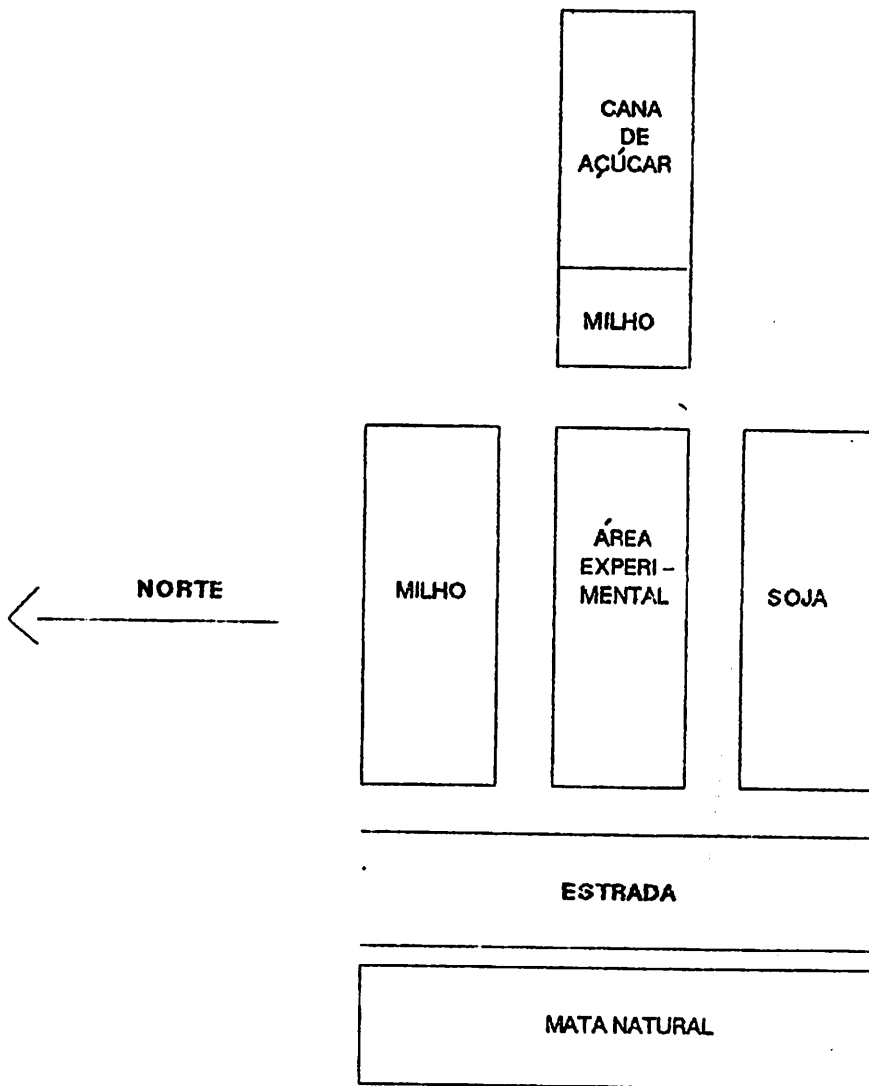 CANA
DE
AÇÚCAR
MILHO
NORTE
MILHO
ÁREA
EXPERI-
MENTAL
SOJA
ESTRADA
MATA NATURAL